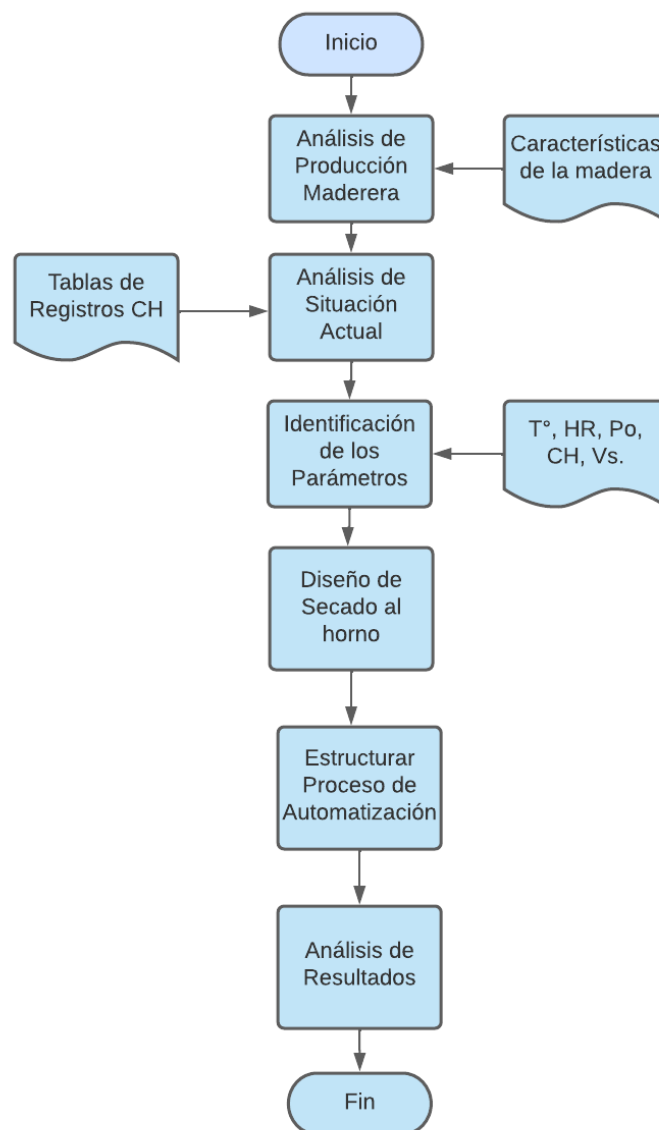 Inicio
Análisis de
Producción
Maderera
Características
de la madera
Tablas de
Registros CH
Análisis de
Situación
Actual
Identificación
de los
Parámetros
T°, HR, Po,
CH, Vs.
Diseño de
Secado al
horno
Estructurar
Proceso de
Automatización
Análisis de
Resultados
Fin